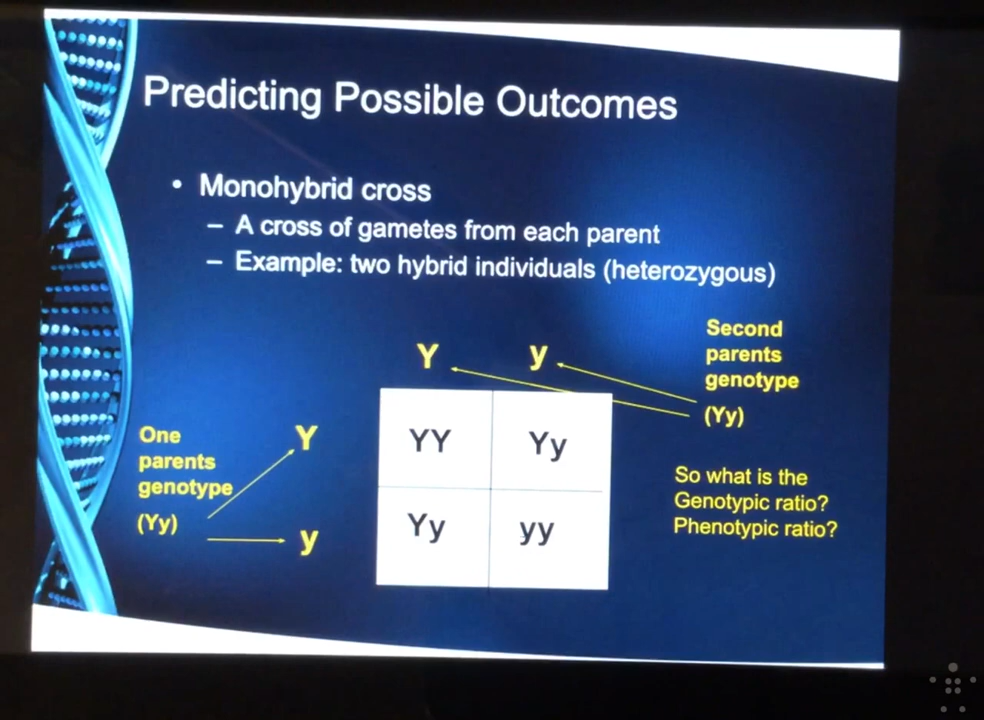 Predicting Possible Outcomes
• Monohybrid cross
– A cross of gametes from each parent
– Example: two hybrid individuals (heterozygous)
Second
parents
genotype
(Yy)
Y y
One
parents
genotype
(Yy)
Y
y
YY Yy
Yy yy
So what is the
Genotypic ratio?
Phenotypic ratio?